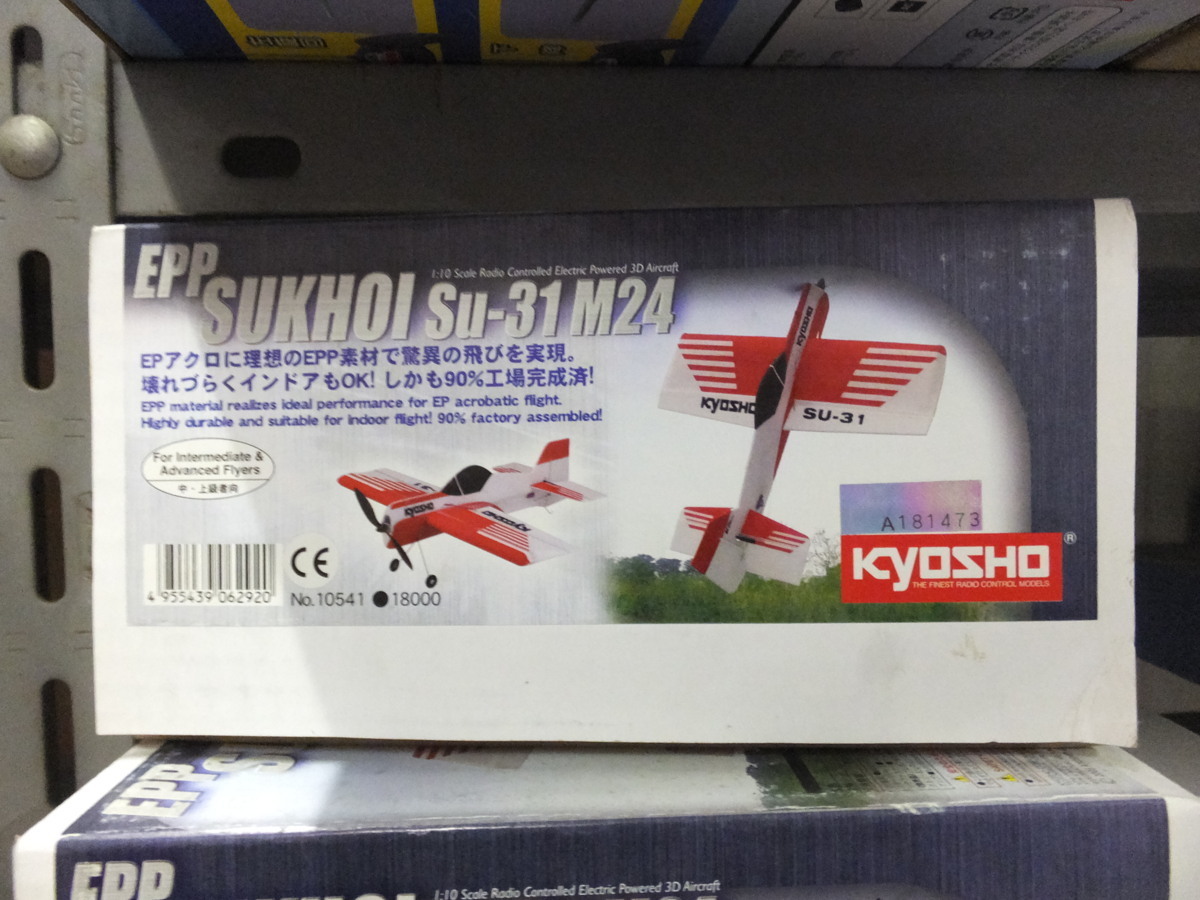 EPP
SUKHOI Su-31 M24
1:10 Scale Radio Controlled Electric Powered 3D Aircraft
EPアクロに理想のEPP素材で驚異の飛びを実現。
壊れづらくインドアもOK! しかも90%工場完成済!
EPP material realizes ideal performance for EP acrobatic flight.
Highly durable and suitable for indoor flight! 90% factory assembled!
For Intermediate &
Advanced Flyers
中・上級者向
KYOSHO
KYOSHO
SU-31
KYOSHO
KYOSHO
4 955439 062920
CE
No.10541 ●18000
A181473
KYOSHO®
THE FINEST RADIO CONTROL MODELS
EPP
EPP
1:10 Scale Radio Controlled Electric Powered 3D Aircraft